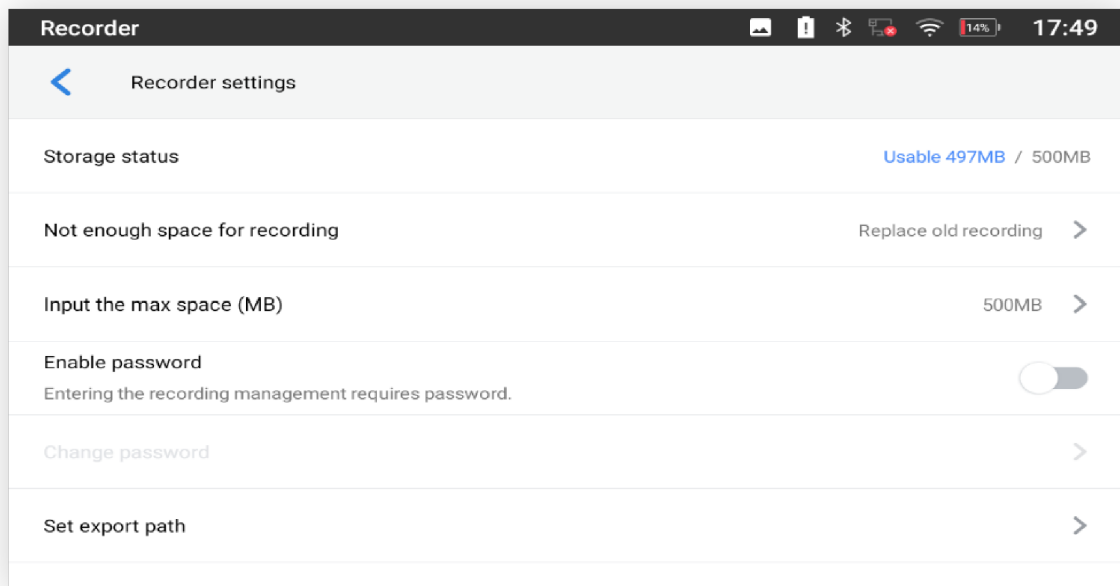 Recorder
14%
17:49
Recorder settings
Storage status
Usable 497MB / 500MB
Not enough space for recording
Replace old recording
Input the max space (MB)
500MB
Enable password
Entering the recording management requires password.
Change password
Set export path